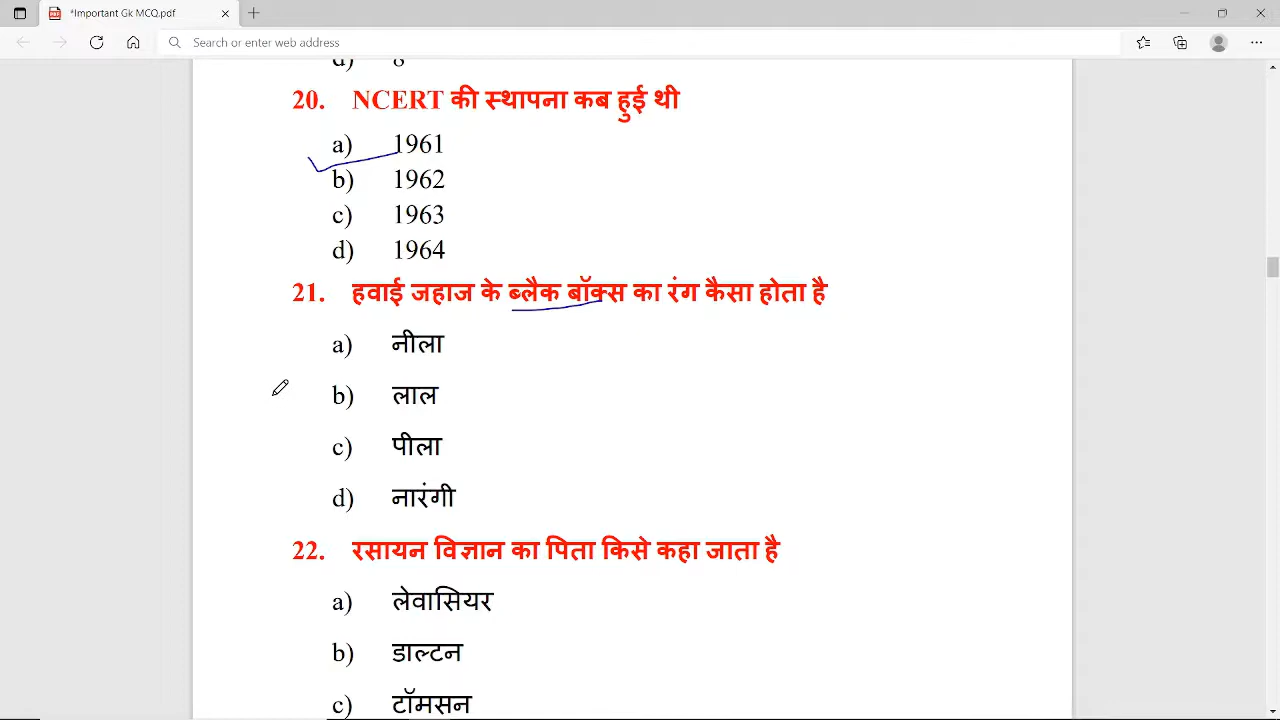 *Important Gk MCQ.pdf
Search or enter web address
d) 8
20. NCERT की स्थापना कब हुई थी
a) 1961
b) 1962
c) 1963
d) 1964
21. हवाई जहाज के ब्लैक बॉक्स का रंग कैसा होता है
a) नीला
b) लाल
c) पीला
d) नारंगी
22. रसायन विज्ञान का पिता किसे कहा जाता है
a) लेवासियर
b) डाल्टन
c) टॉमसन